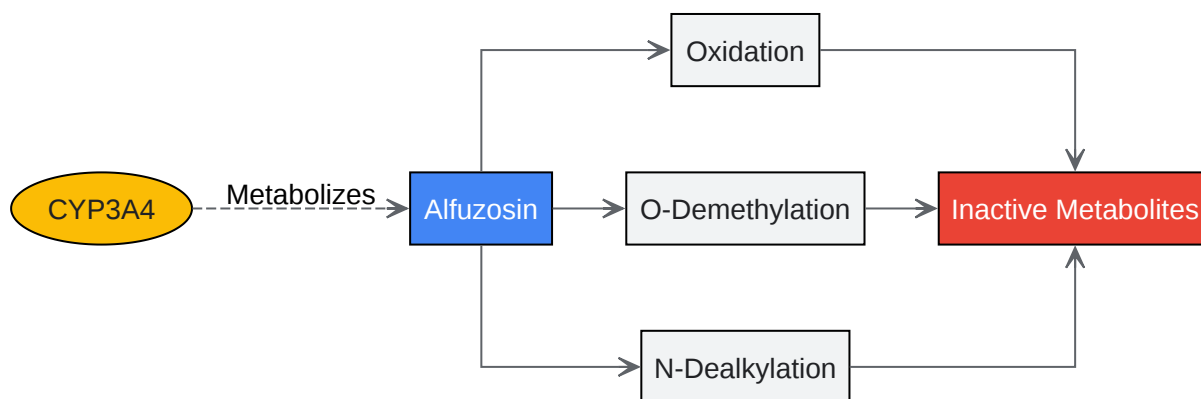 Oxidation
CYP3A4
Metabolizes
Alfuzosin
O-Demethylation
Inactive Metabolites
N-Dealkylation